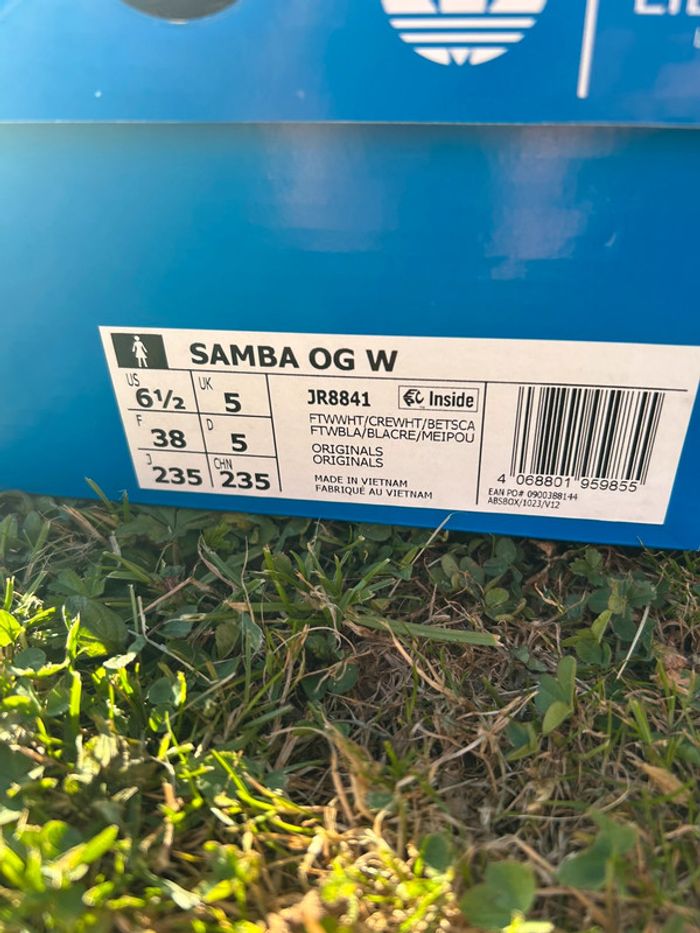 SAMBA OG W
US 6½ UK 5
F 38 D 5
J 235 CHN 235
JR8841 Inside
FTWWHT/CREWHT/BETSCA
FTWBLA/BLACRE/MEIPOU
ORIGINALS
ORIGINALS
MADE IN VIETNAM
FABRIQUÉ AU VIETNAM
4 068801 959855
EAN PO# 0900388144
ABSBOX/1023/V12